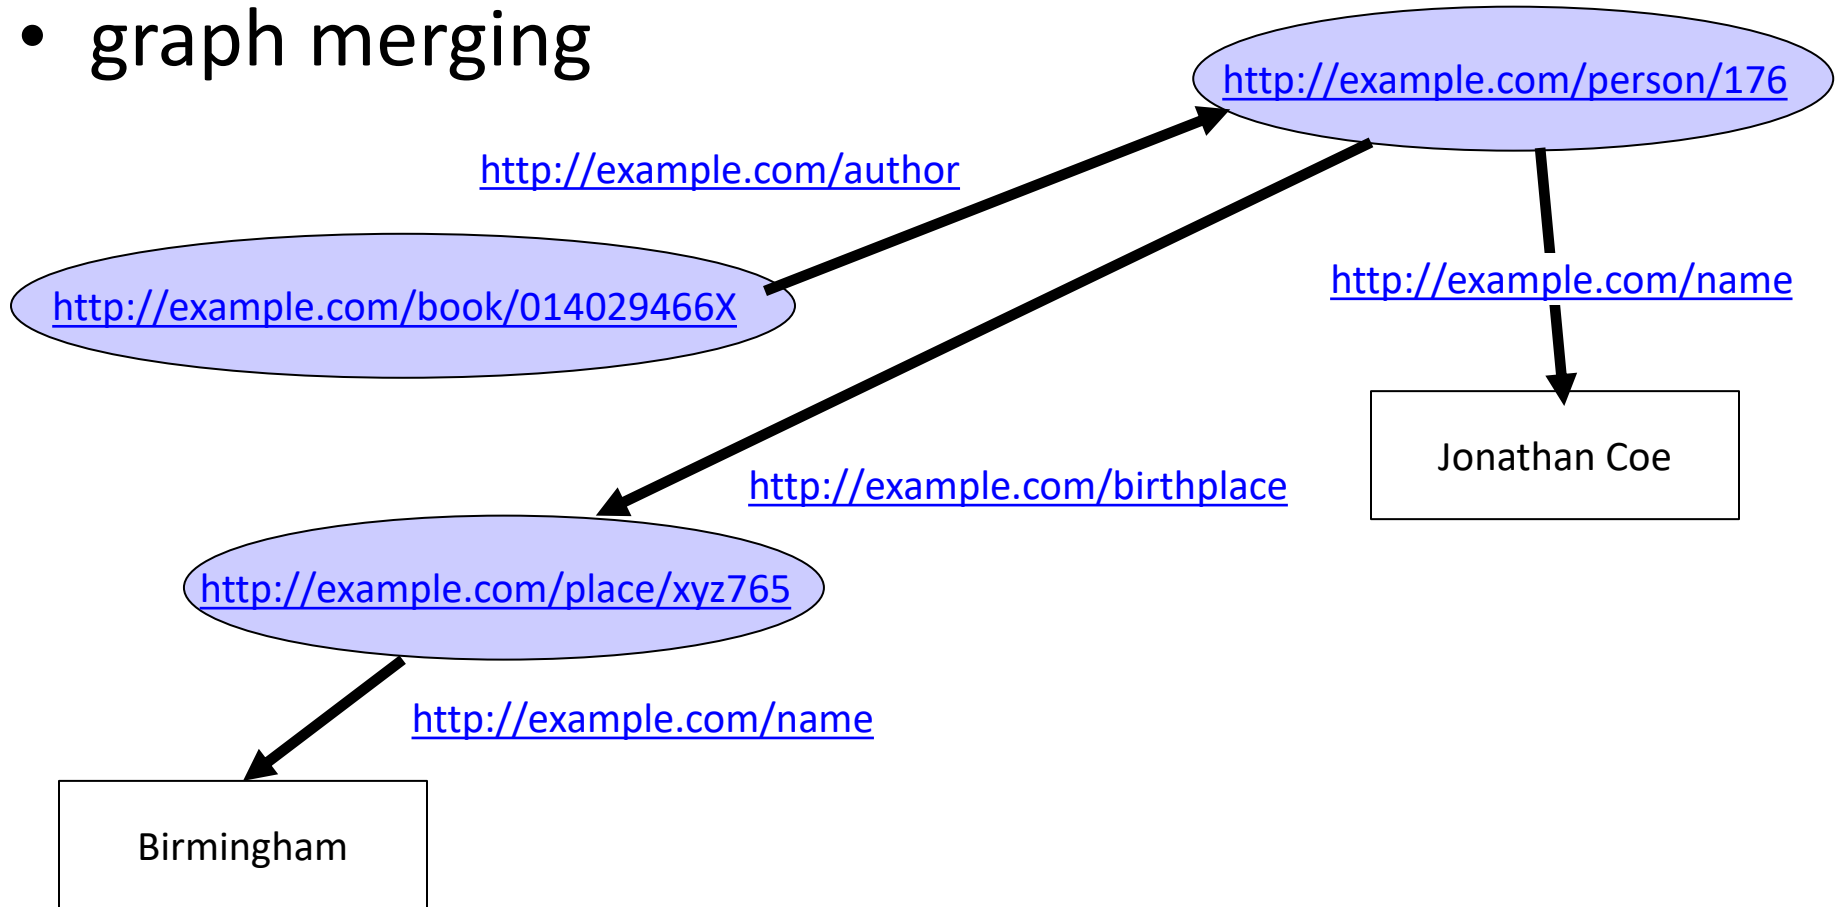 • graph merging
http://example.com/person/176
http://example.com/author
http://example.com/name
http://example.com/book/014029466X
Jonathan Coe
http://example.com/birthplace
http://example.com/place/xyz765
http://example.com/name
Birmingham